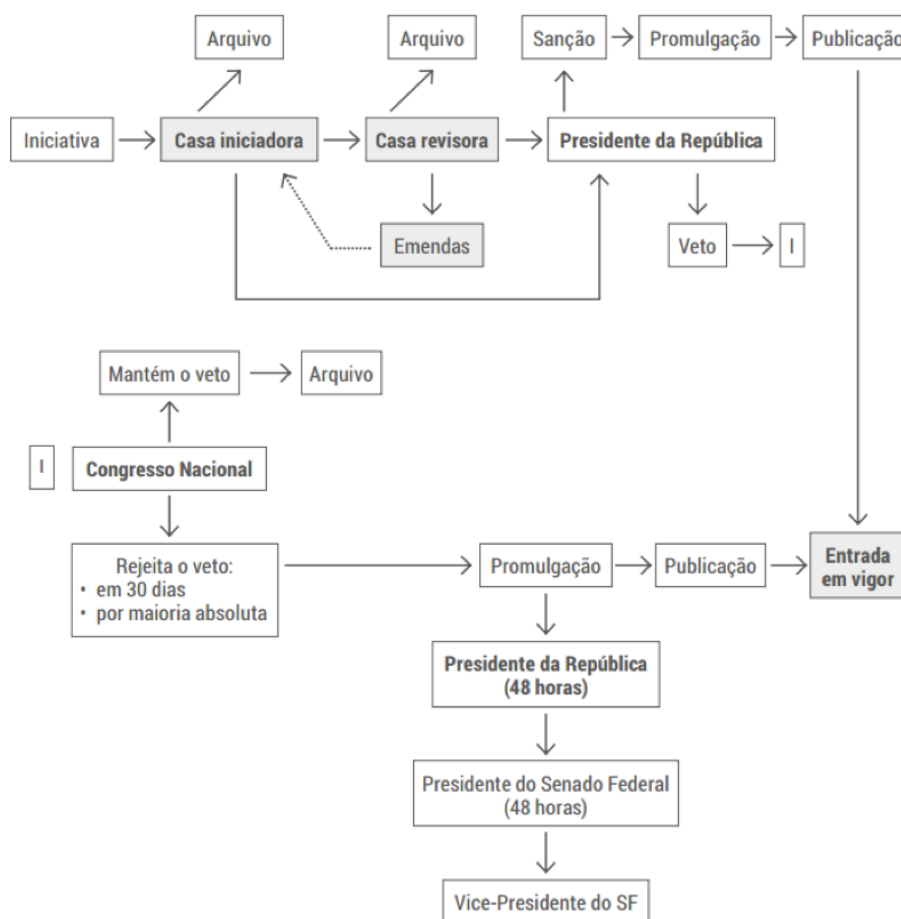 Arquivo
Arquivo
Sanção
Promulgação
Publicação
Iniciativa
Casa iniciadora
Casa revisora
Presidente da República
Emendas
Veto
I
Mantém o veto
Arquivo
I
Congresso Nacional
Rejeita o veto:
• em 30 dias
• por maioria absoluta
Promulgação
Publicação
Entrada
em vigor
Presidente da República
(48 horas)
Presidente do Senado Federal
(48 horas)
Vice-Presidente do SF